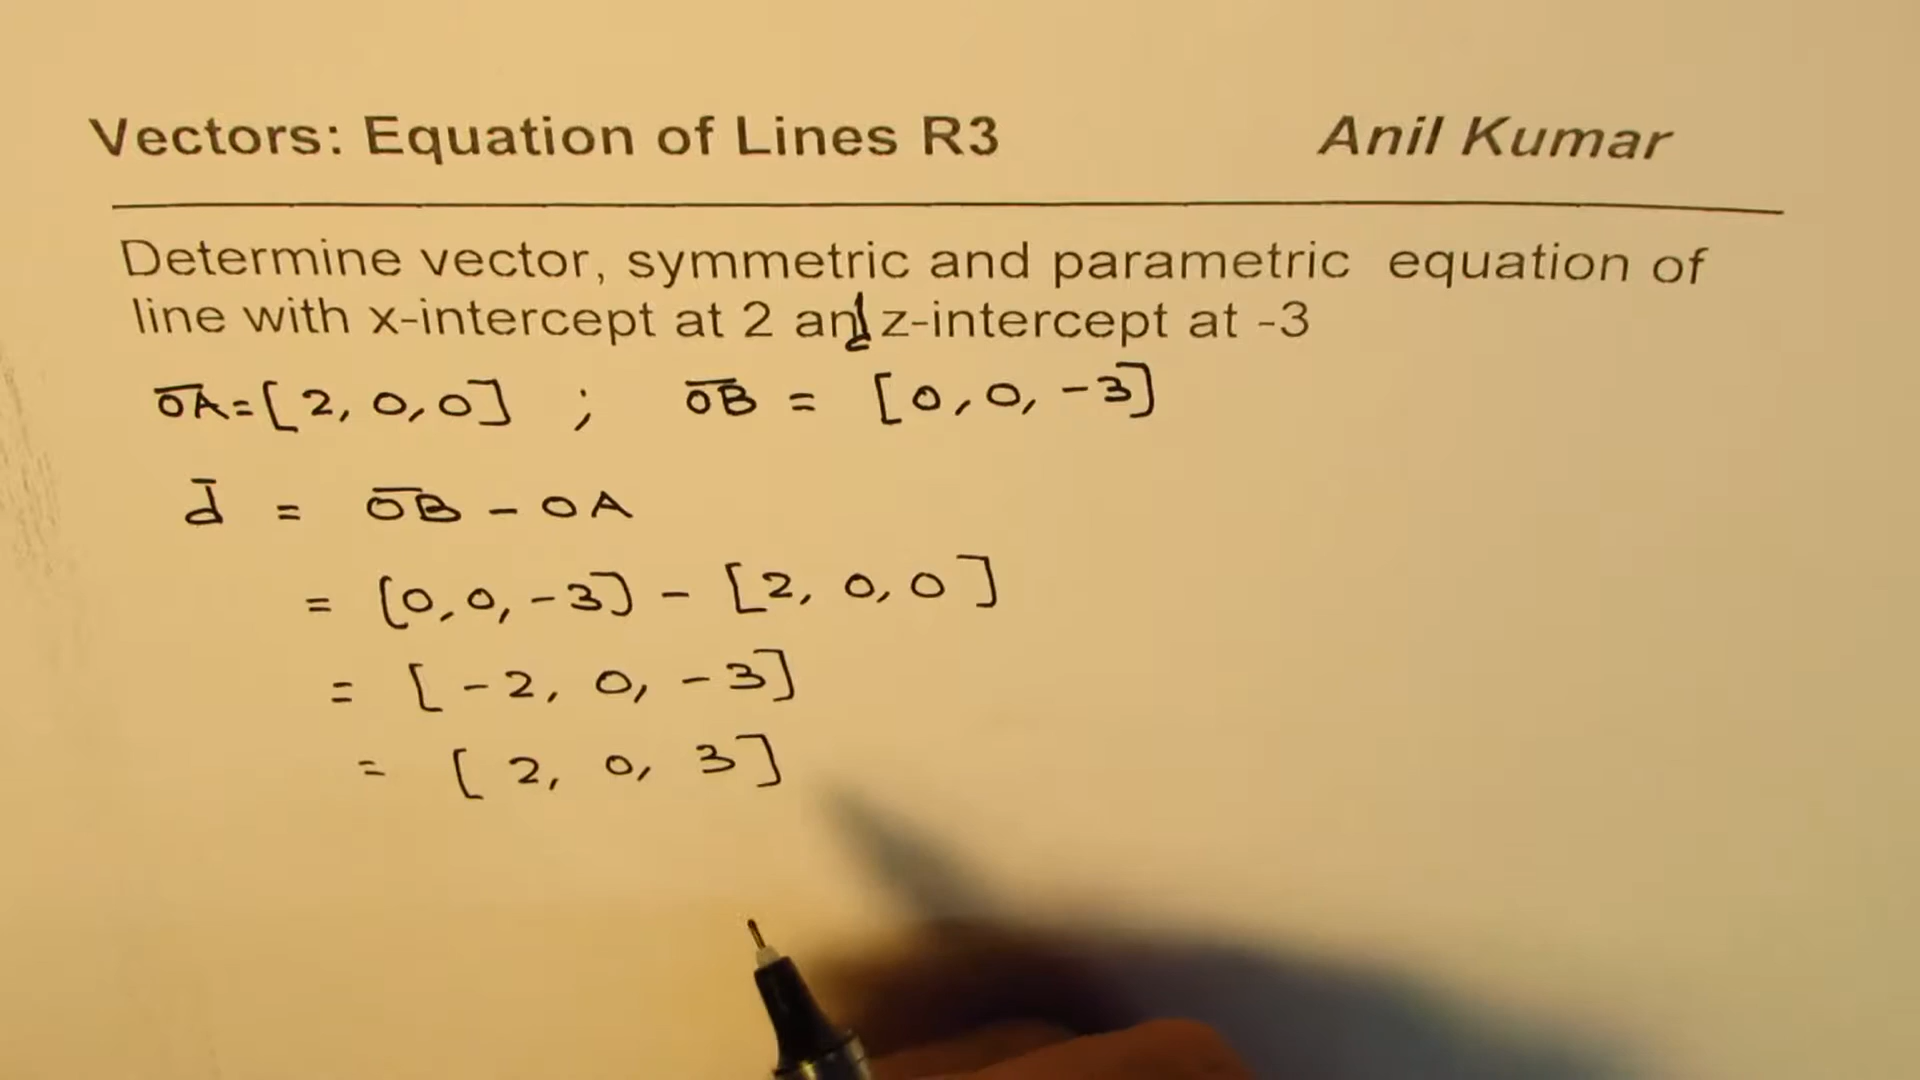 Vectors: Equation of Lines R3 Anil Kumar
Determine vector, symmetric and parametric equation of
line with x-intercept at 2 and z-intercept at -3
OA = [2, 0, 0] ; OB = [0, 0, -3]
d = OB - OA
= [0, 0, -3] - [2, 0, 0]
= [-2, 0, -3]
= [2, 0, 3]